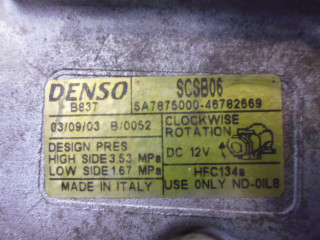 DENSO SCSB06
B837 5A7875000-46782669
03/09/03 B/0052 CLOCKWISE ROTATION
DESIGN PRES
HIGH SIDE 3.53 MPa DC 12V
LOW SIDE 1.67 MPa HFC134a
MADE IN ITALY USE ONLY ND-OIL8